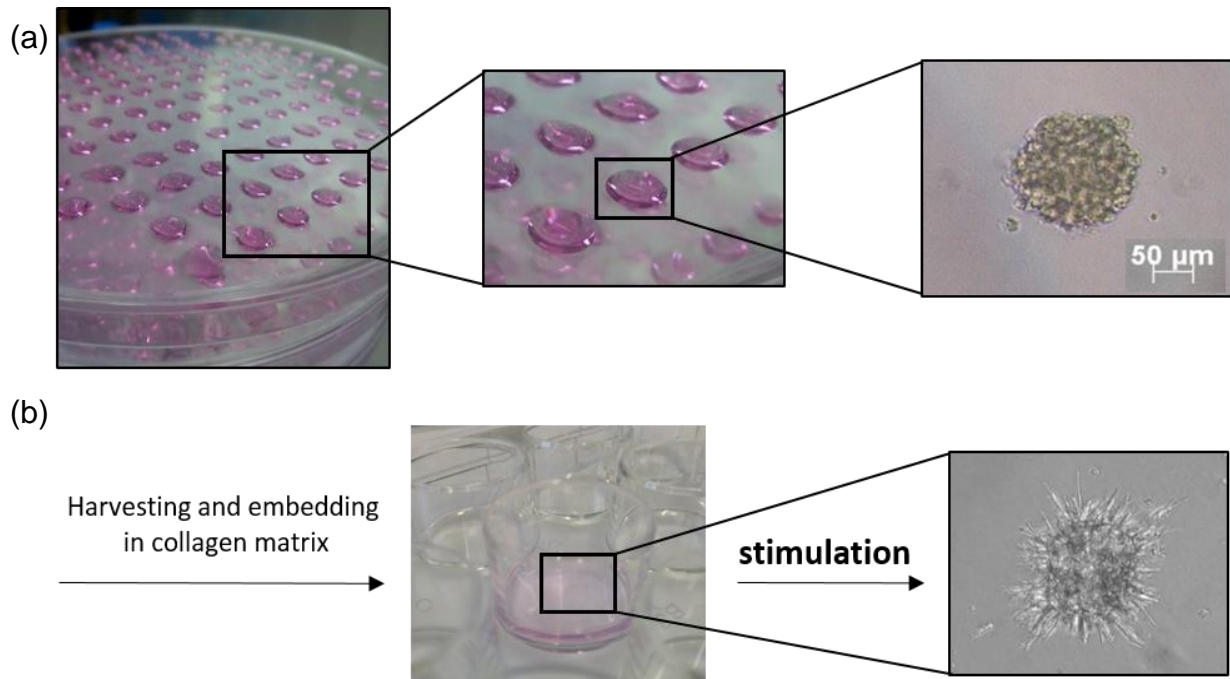 (a)
50 µm
(b)
Harvesting and embedding
in collagen matrix
stimulation